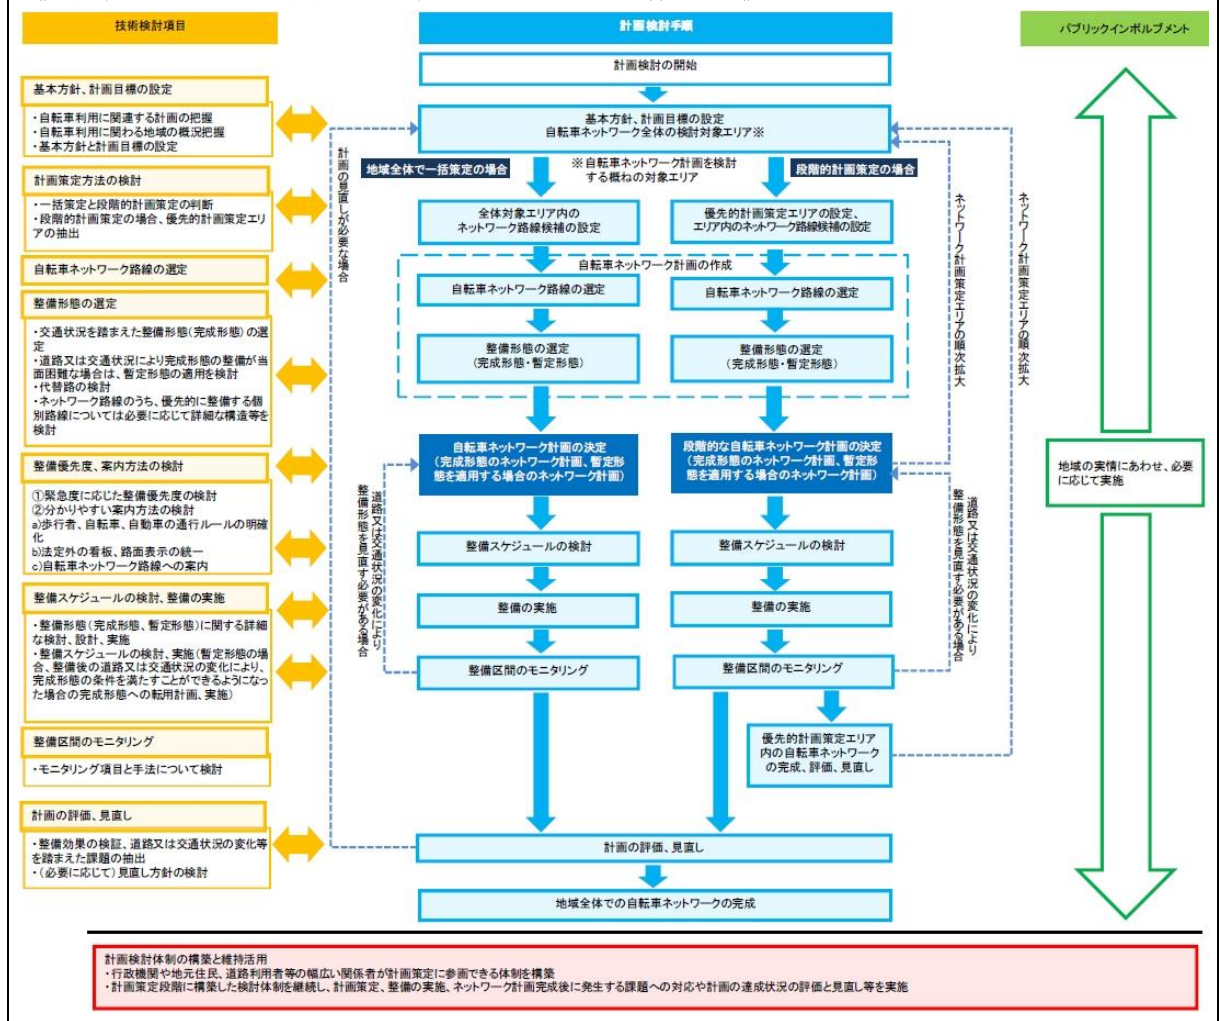 技術検討項目
計画検討手順
パブリックインボルブメント
計画検討の開始
基本方針、計画目標の設定
・自転車利用に関連する計画の把握
・自転車利用に関わる地域の概況把握
・基本方針と計画目標の設定
基本方針、計画目標の設定
自転車ネットワーク全体の検討対象エリア※
地域全体で一括策定の場合
※自転車ネットワーク計画を検討
する概ねの対象エリア
段階的計画策定の場合
計画の見直しが必要な場合
計画策定方法の検討
・一括策定と段階的計画策定の判断
・段階的計画策定の場合、優先的計画策定エリ
アの抽出
全体対象エリア内の
ネットワーク路線候補の設定
優先的計画策定エリアの設定、
エリア内のネットワーク路線候補の設定
ネットワーク計画策定エリアの順次拡大
ネットワーク計画策定エリアの順次拡大
自転車ネットワーク路線の選定
自転車ネットワーク計画の作成
自転車ネットワーク路線の選定
自転車ネットワーク路線の選定
整備形態の選定
・交通状況を踏まえた整備形態(完成形態)の選
定
・道路又は交通状況により完成形態の整備が当
面困難な場合は、暫定形態の適用を検討
・代替路の検討
・ネットワーク路線のうち、優先的に整備する個
別路線については必要に応じて詳細な構造等を
検討
整備形態の選定
(完成形態・暫定形態)
整備形態の選定
(完成形態・暫定形態)
自転車ネットワーク計画の決定
(完成形態のネットワーク計画、暫定形
態を適用する場合のネットワーク計画)
段階的な自転車ネットワーク計画の決定
(完成形態のネットワーク計画、暫定形
態を適用する場合のネットワーク計画)
地域の実情にあわせ、必要
に応じて実施
整備優先度、案内方法の検討
①緊急度に応じた整備優先度の検討
②分かりやすい案内方法の検討
a)歩行者、自転車、自動車の通行ルールの明確
化
b)法定外の看板、路面表示の統一
c)自転車ネットワーク路線への案内
道路又は交通状況の変化により
整備形態を見直す必要がある場合
整備スケジュールの検討
整備スケジュールの検討
道路又は交通状況の変化により
整備形態を見直す必要がある場合
整備の実施
整備の実施
整備区間のモニタリング
整備区間のモニタリング
整備スケジュールの検討、整備の実施
・整備形態(完成形態、暫定形態)に関する詳細
な検討、設計、実施
・整備スケジュールの検討、実施(暫定形態の場
合、整備後の道路又は交通状況の変化により、
完成形態の条件を満たすことができるようになっ
た場合の完成形態への転用計画、実施)
整備区間のモニタリング
・モニタリング項目と手法について検討
優先的計画策定エリア
内の自転車ネットワーク
の完成、評価、見直し
計画の評価、見直し
・整備効果の検証、道路又は交通状況の変化等
を踏まえた課題の抽出
・(必要に応じて)見直し方針の検討
計画の評価、見直し
地域全体での自転車ネットワークの完成
計画検討体制の構築と維持活用
・行政機関や地元住民、道路利用者等の幅広い関係者が計画策定に参画できる体制を構築
・計画策定段階に構築した検討体制を継続し、計画策定、整備の実施、ネットワーク計画完成後に発生する課題への対応や計画の達成状況の評価と見直し等を実施